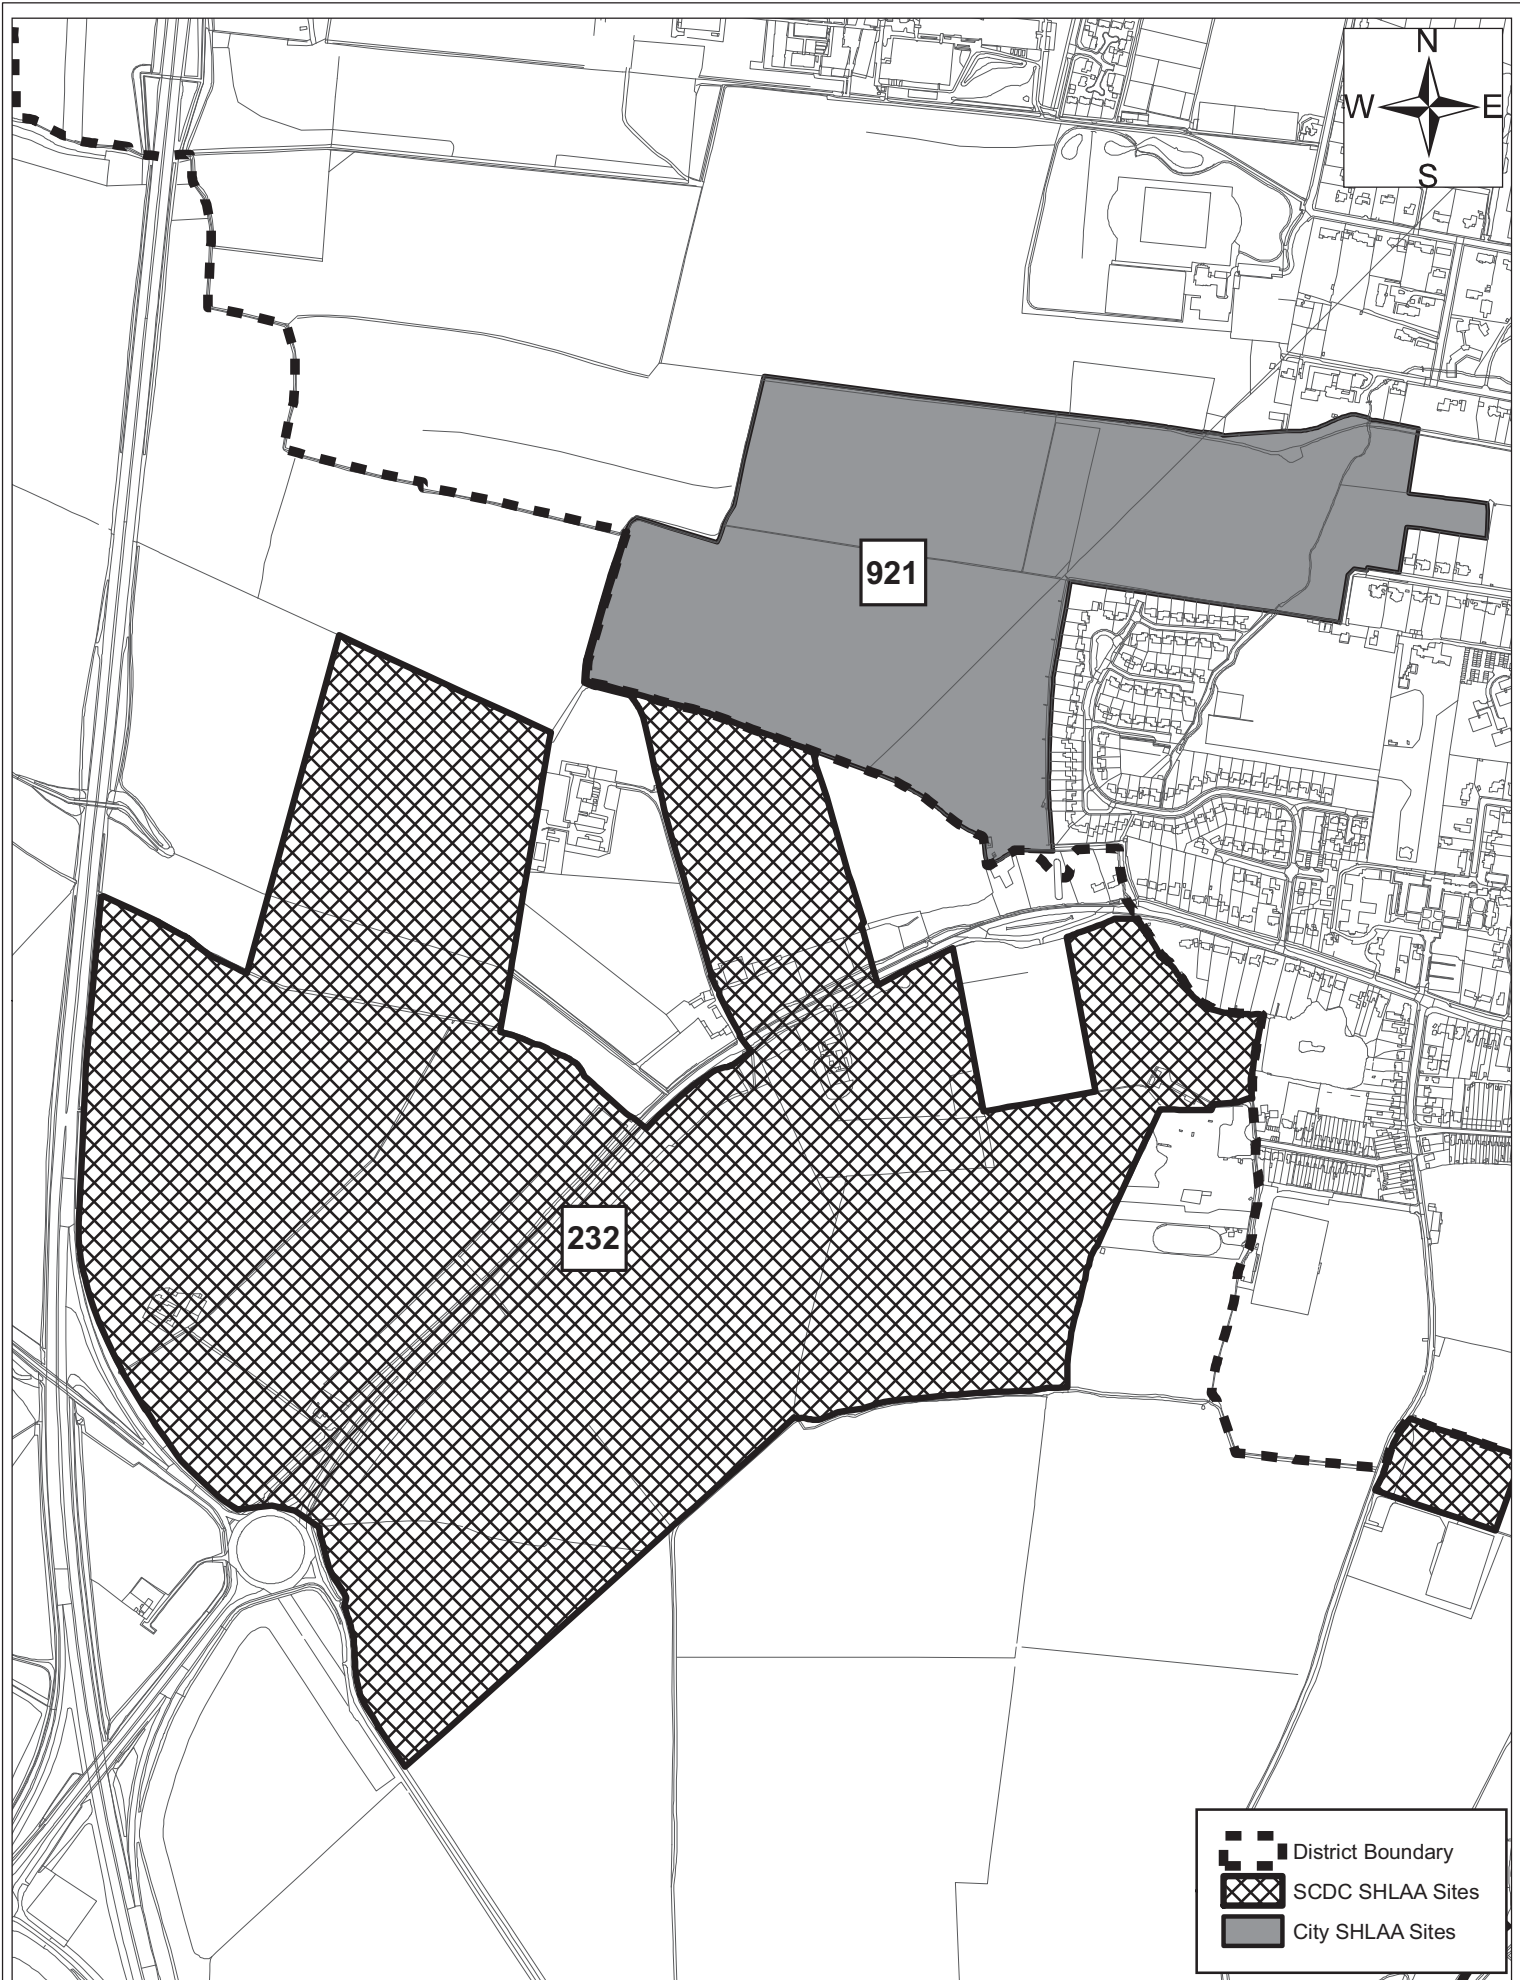 N
W E
S
921
232
District Boundary
SCDC SHLAA Sites
City SHLAA Sites